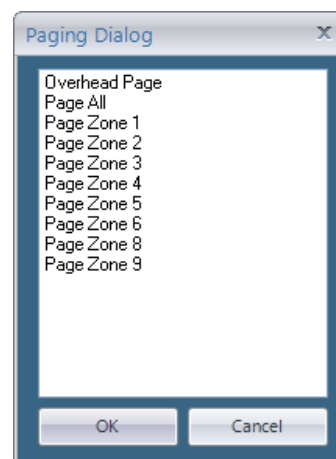 Paging Dialog
Overhead Page
Page All
Page Zone 1
Page Zone 2
Page Zone 3
Page Zone 4
Page Zone 5
Page Zone 6
Page Zone 8
Page Zone 9
OK Cancel